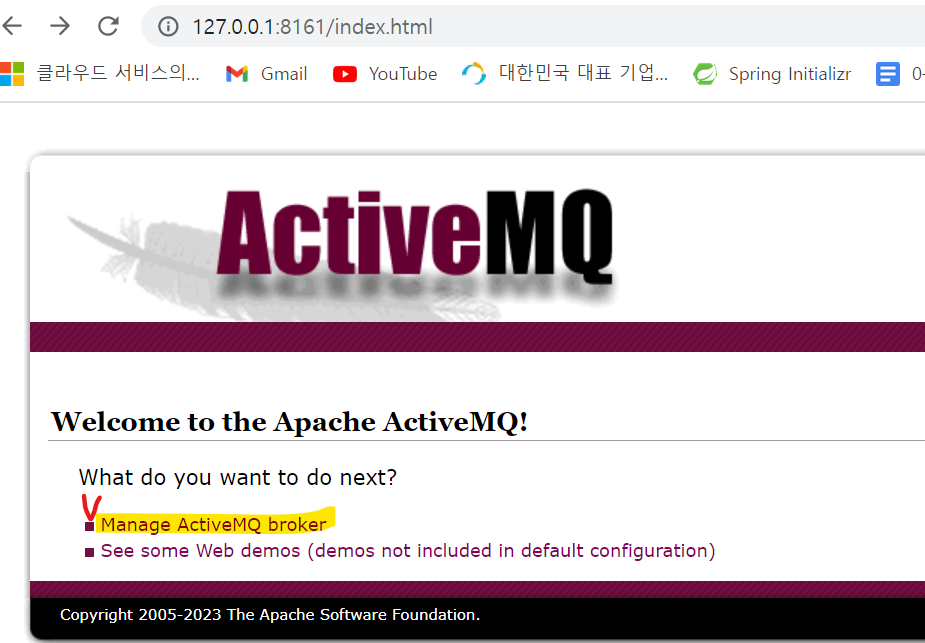 127.0.0.1:8161/index.html
클라우드 서비스의... Gmail YouTube 대한민국 대표 기업... Spring Initializr 0-
ActiveMQ
Welcome to the Apache ActiveMQ!
What do you want to do next?
Manage ActiveMQ broker
See some Web demos (demos not included in default configuration)
Copyright 2005-2023 The Apache Software Foundation.